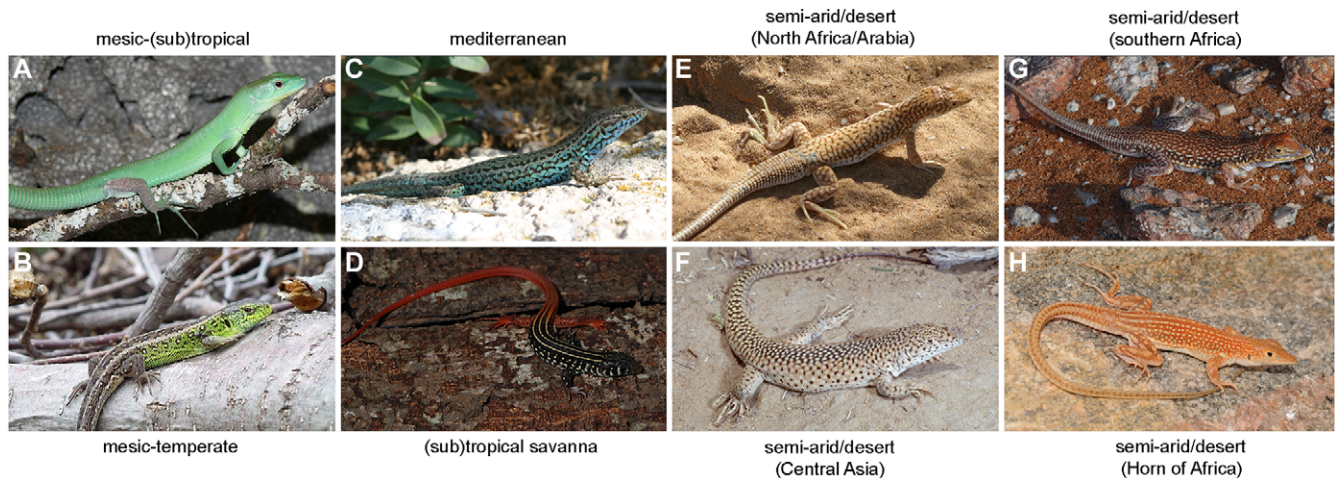 mesic-(sub)tropical
mediterranean
semi-arid/desert
(North Africa/Arabia)
semi-arid/desert
(southern Africa)
A
C
E
G
B
D
F
H
mesic-temperate
(sub)tropical savanna
semi-arid/desert
(Central Asia)
semi-arid/desert
(Horn of Africa)